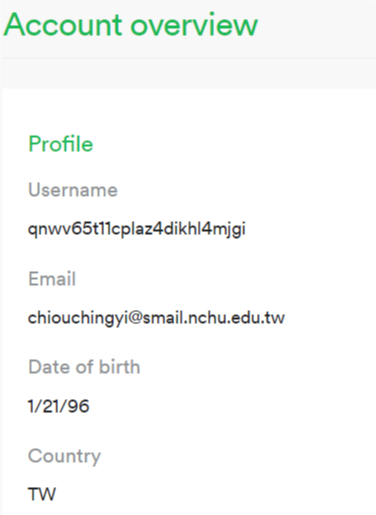 Account overview
Profile
Username
qnwv65t11cplaz4dikhl4mjgi
Email
chiouchingyi@smail.nchu.edu.tw
Date of birth
1/21/96
Country
TW